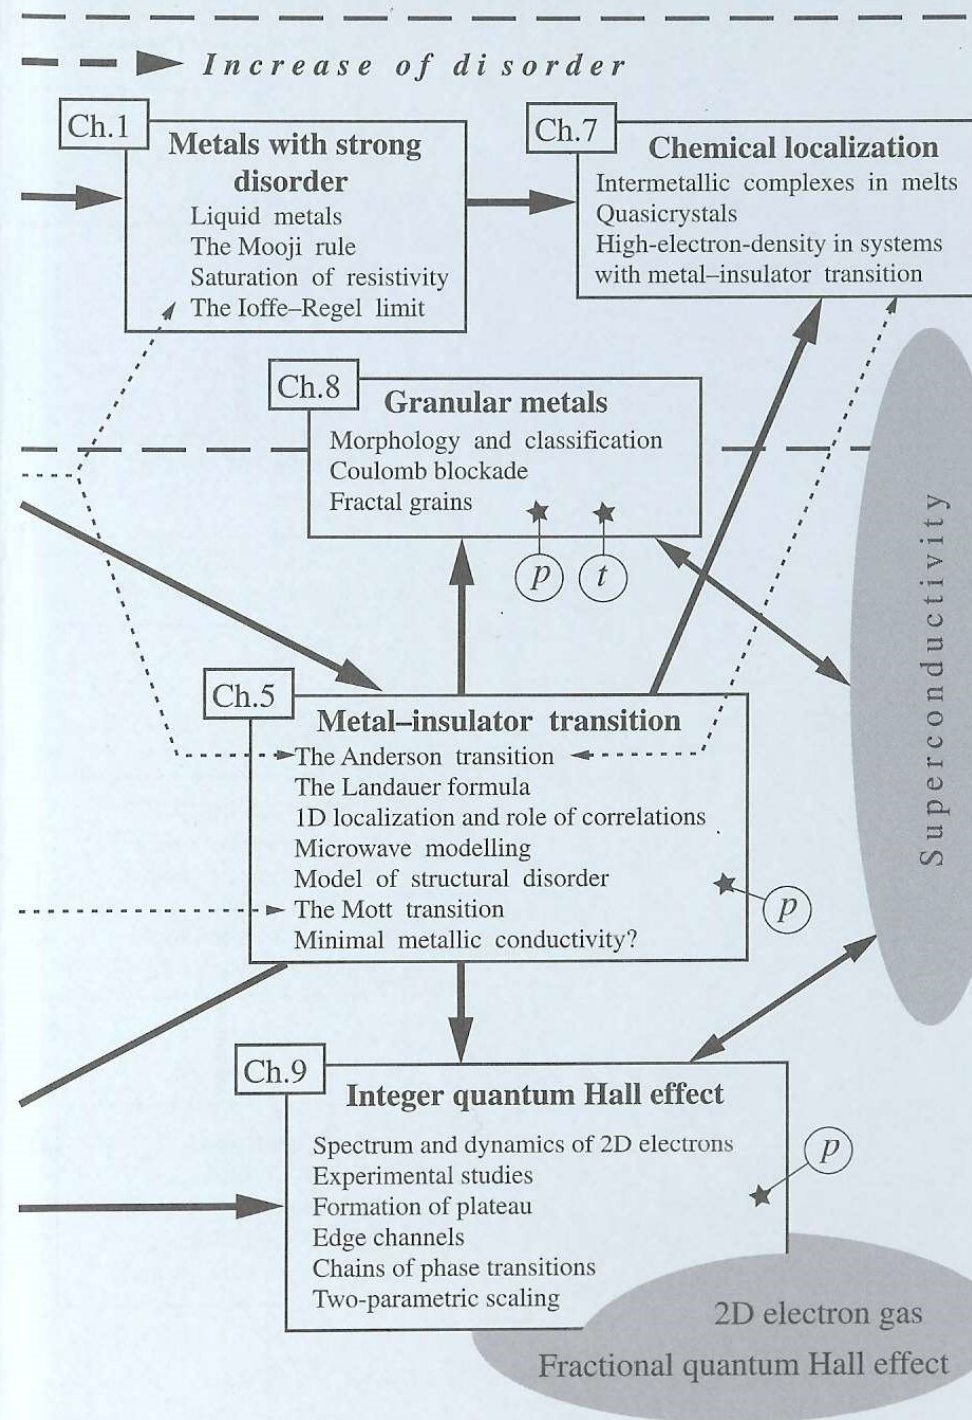 Increase of disorder
Ch.1
Metals with strong
disorder
Liquid metals
The Mooji rule
Saturation of resistivity
The Ioffe–Regel limit
Ch.7
Chemical localization
Intermetallic complexes in melts
Quasicrystals
High-electron-density in systems
with metal–insulator transition
Ch.8
Granular metals
Morphology and classification
Coulomb blockade
Fractal grains
p
t
Superconductivity
Ch.5
Metal–insulator transition
The Anderson transition
The Landauer formula
1D localization and role of correlations
Microwave modelling
Model of structural disorder
The Mott transition
Minimal metallic conductivity?
p
Ch.9
Integer quantum Hall effect
Spectrum and dynamics of 2D electrons
Experimental studies
Formation of plateau
Edge channels
Chains of phase transitions
Two-parametric scaling
p
2D electron gas
Fractional quantum Hall effect